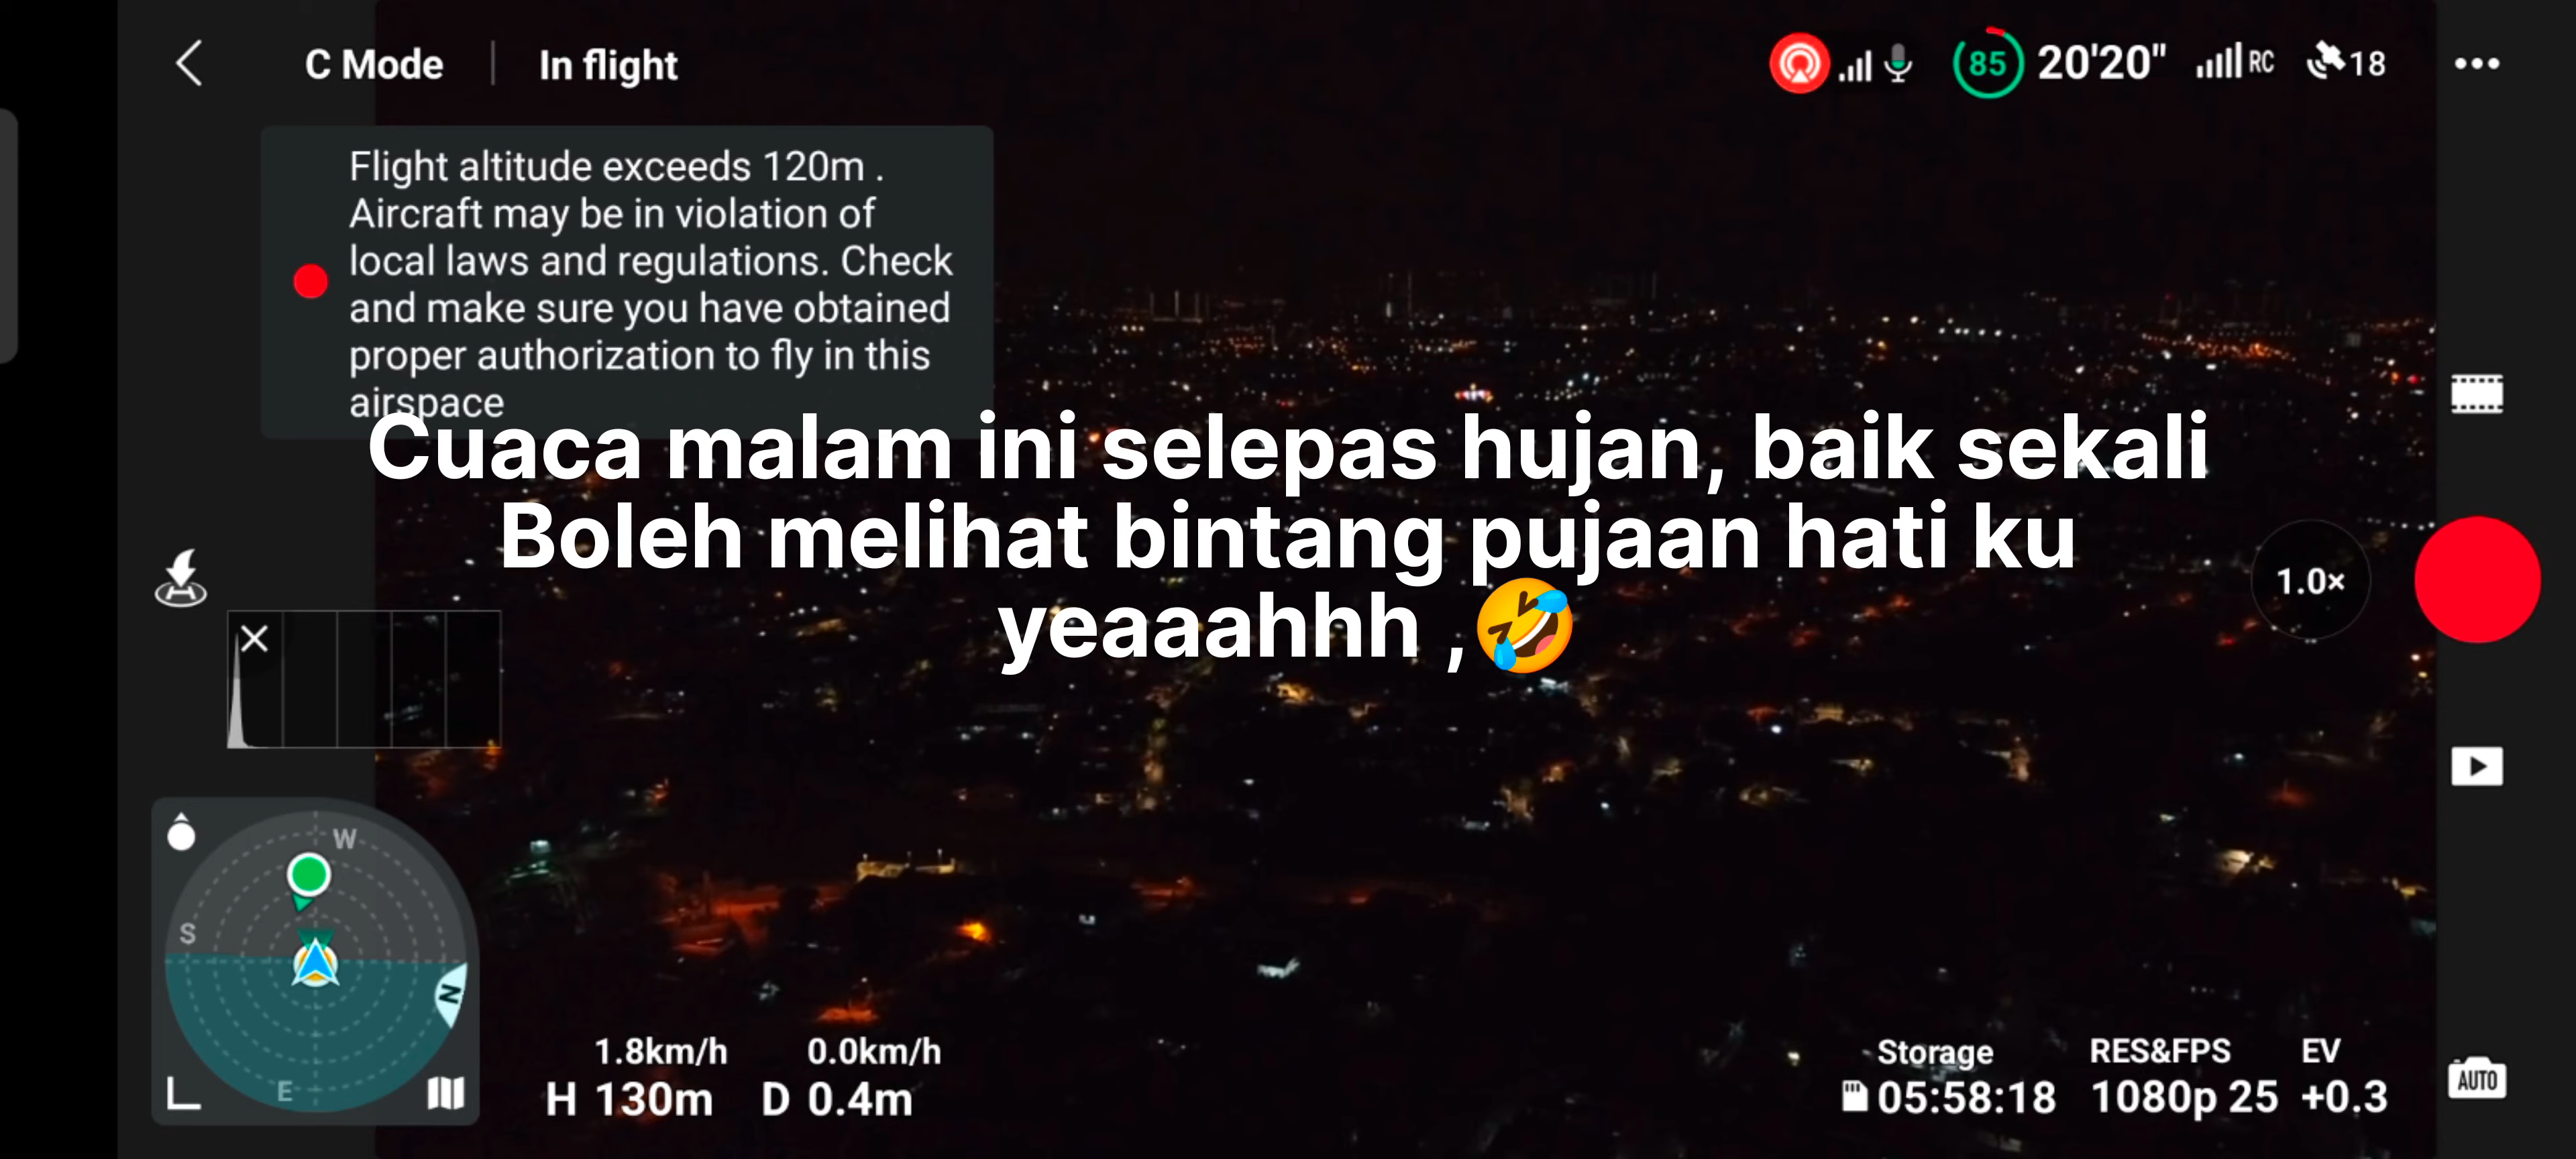 C Mode | In flight
85 20'20" RC 18
Flight altitude exceeds 120m .
Aircraft may be in violation of
local laws and regulations. Check
and make sure you have obtained
proper authorization to fly in this
airspace
Cuaca malam ini selepas hujan, baik sekali
Boleh melihat bintang pujaan hati ku
yeaaahhh ,🤣
1.0×
W
S
N
E
1.8km/h 0.0km/h
H 130m D 0.4m
Storage RES&FPS EV
05:58:18 1080p 25 +0.3
AUTO